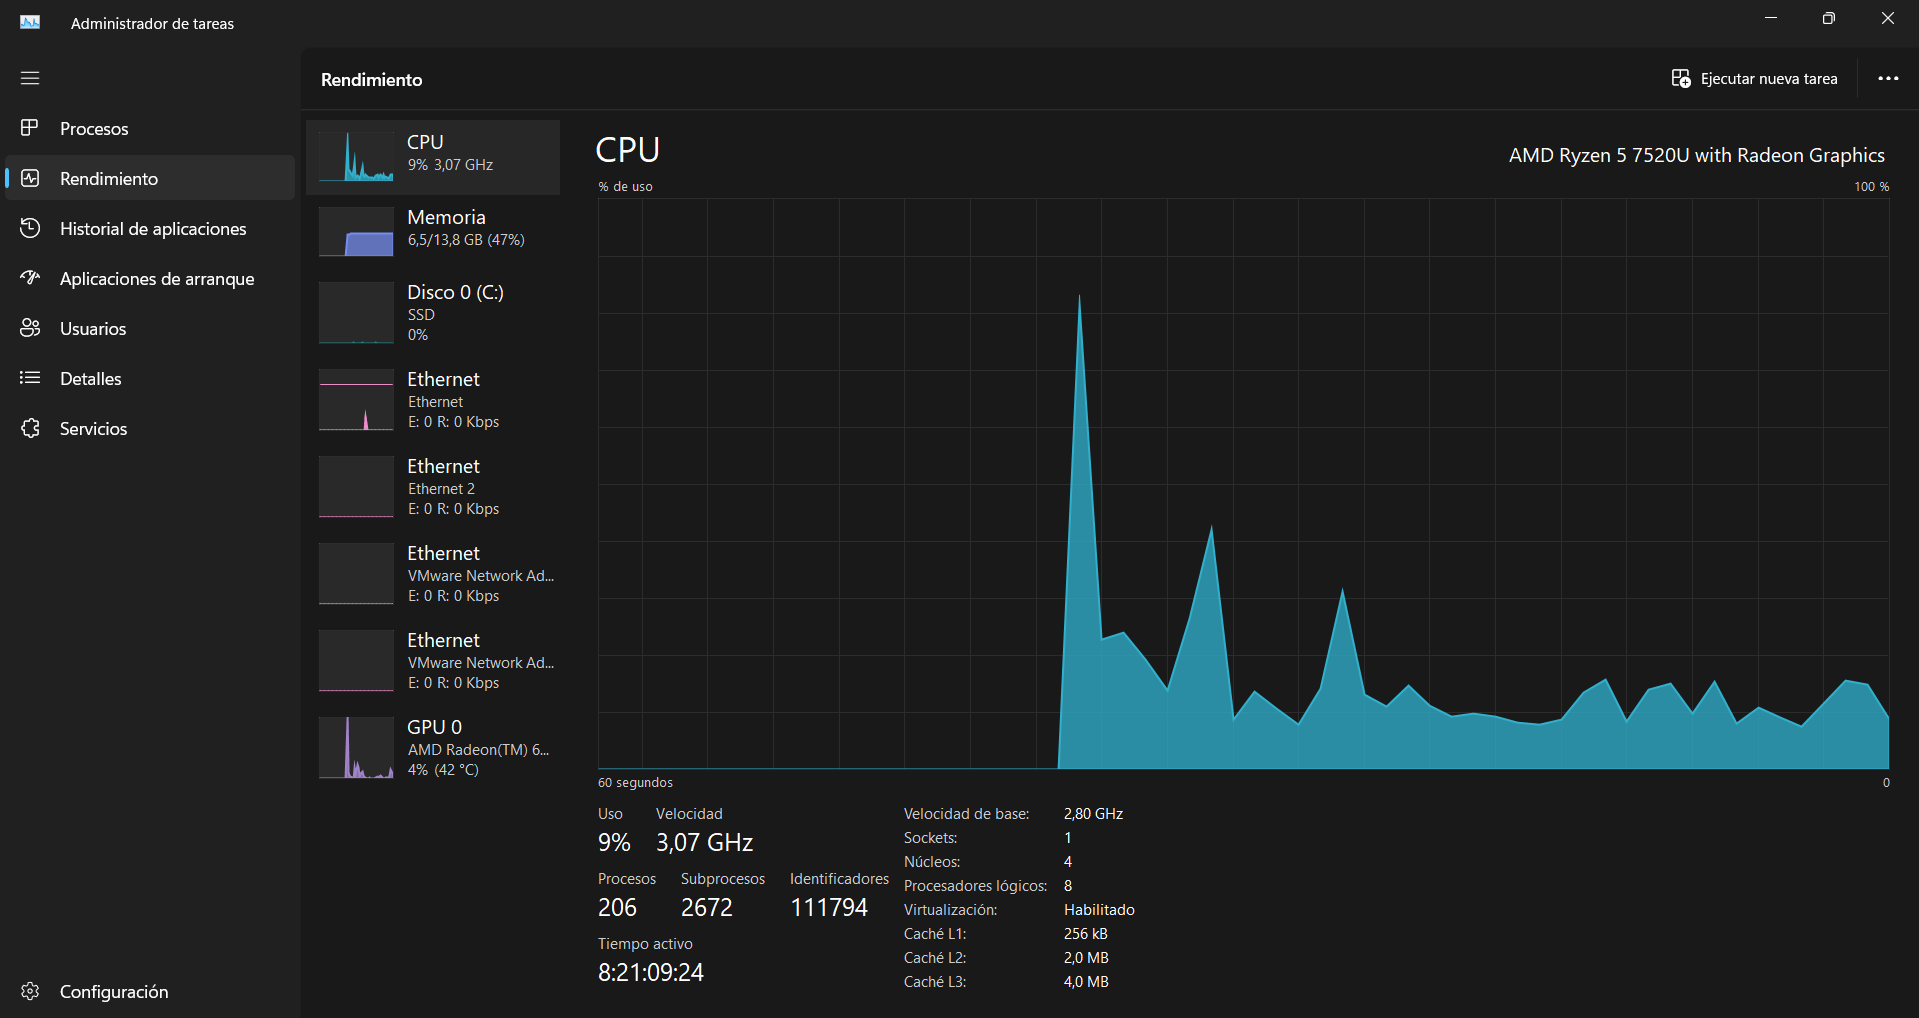 Administrador de tareas
Rendimiento
Ejecutar nueva tarea
Procesos
Rendimiento
Historial de aplicaciones
Aplicaciones de arranque
Usuarios
Detalles
Servicios
Configuración
CPU
9% 3,07 GHz
Memoria
6,5/13,8 GB (47%)
Disco 0 (C:)
SSD
0%
Ethernet
Ethernet
E: 0 R: 0 Kbps
Ethernet
Ethernet 2
E: 0 R: 0 Kbps
Ethernet
VMware Network Ad...
E: 0 R: 0 Kbps
Ethernet
VMware Network Ad...
E: 0 R: 0 Kbps
GPU 0
AMD Radeon(TM) 6...
4% (42 °C)
CPU
AMD Ryzen 5 7520U with Radeon Graphics
% de uso
100 %
60 segundos
0
Uso
Velocidad
9%
3,07 GHz
Procesos
Subprocesos
Identificadores
206
2672
111794
Tiempo activo
8:21:09:24
Velocidad de base: 2,80 GHz
Sockets: 1
Núcleos: 4
Procesadores lógicos: 8
Virtualización: Habilitado
Caché L1: 256 kB
Caché L2: 2,0 MB
Caché L3: 4,0 MB